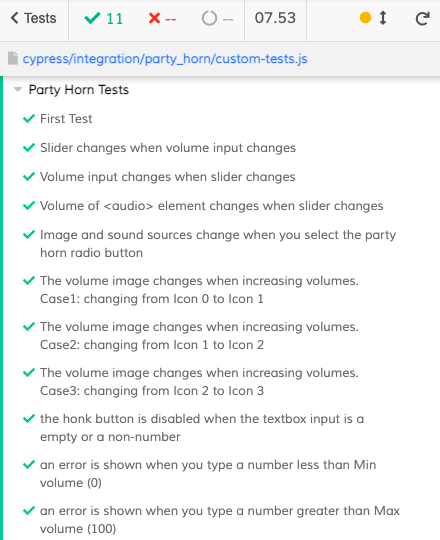 Tests 11 -- -- 07.53
cypress/integration/party_horn/custom-tests.js
Party Horn Tests
First Test
Slider changes when volume input changes
Volume input changes when slider changes
Volume of <audio> element changes when slider changes
Image and sound sources change when you select the party
horn radio button
The volume image changes when increasing volumes.
Case1: changing from Icon 0 to Icon 1
The volume image changes when increasing volumes.
Case2: changing from Icon 1 to Icon 2
The volume image changes when increasing volumes.
Case3: changing from Icon 2 to Icon 3
the honk button is disabled when the textbox input is a
empty or a non-number
an error is shown when you type a number less than Min
volume (0)
an error is shown when you type a number greater than Max
volume (100)